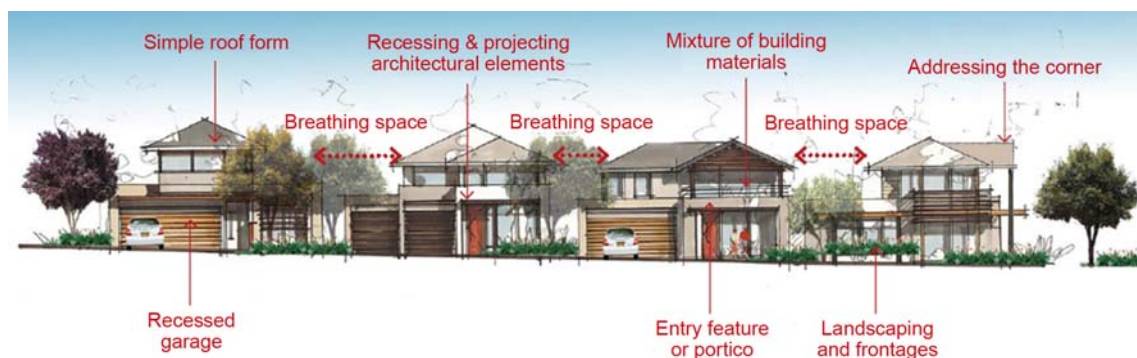 Simple roof form
Recessing & projecting
architectural elements
Mixture of building
materials
Addressing the corner
Breathing space
Breathing space
Breathing space
Recessed
garage
Entry feature
or portico
Landscaping
and frontages